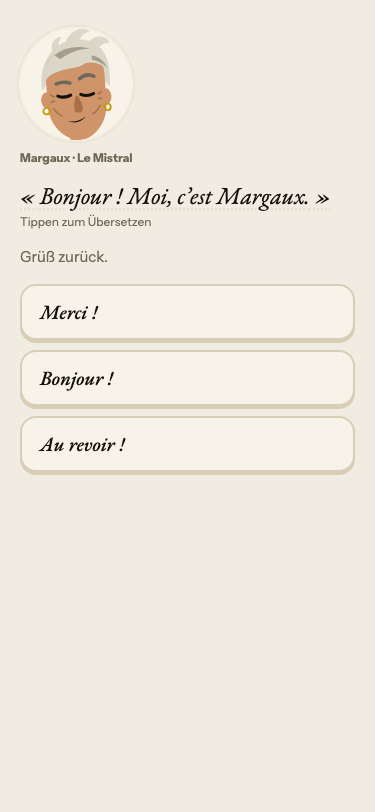 Margaux · Le Mistral
« Bonjour ! Moi, c’est Margaux. »
Tippen zum Übersetzen
Grüß zurück.
Merci !
Bonjour !
Au revoir !